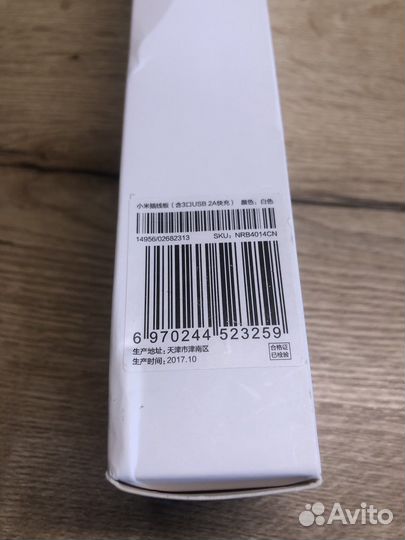 小米插线板（含3口USB 2A快充） 颜色：白色
14956/02682313 SKU：NRB4014CN
6 970244 523259
生产地址：天津市津南区
生产时间：2017.10
合格证
已检验
Avito